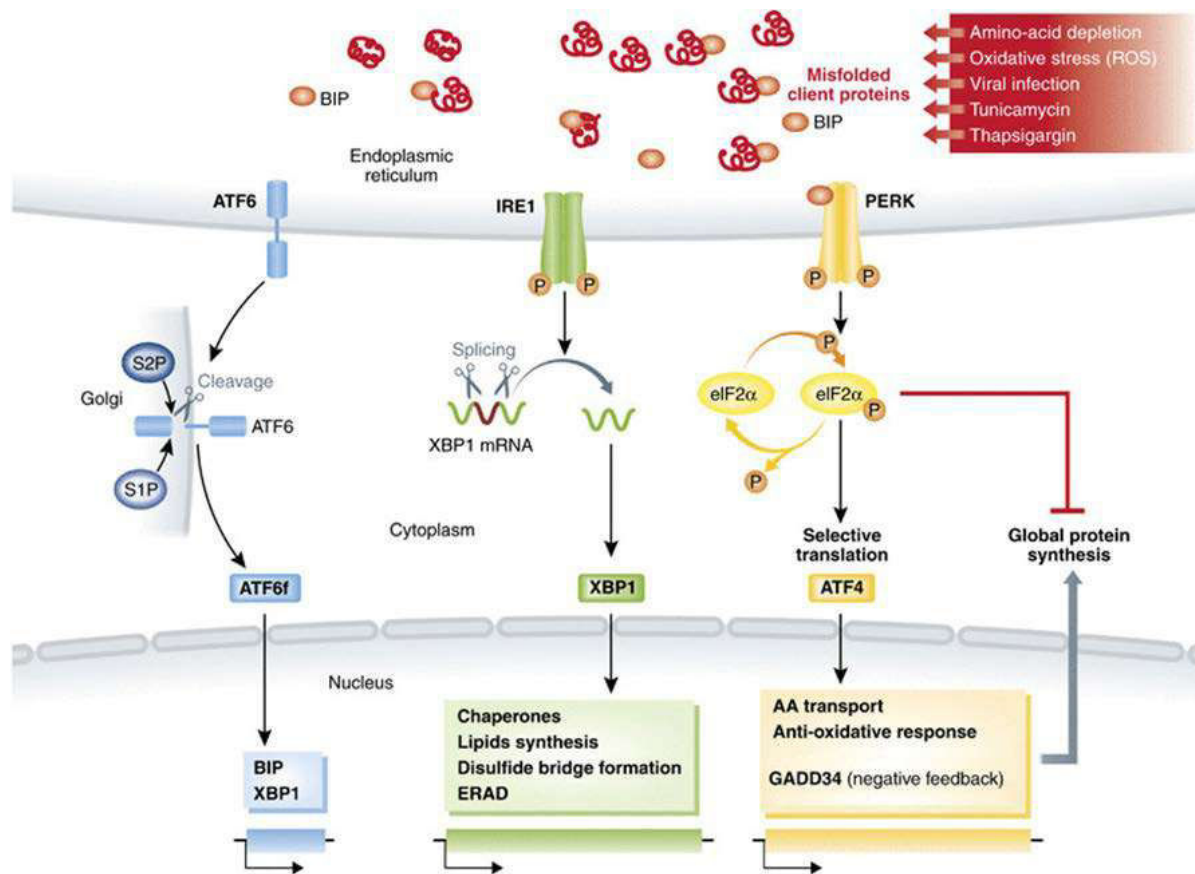 Amino-acid depletion
Oxidative stress (ROS)
Viral infection
Tunicamycin
Thapsigargin
Misfolded
client proteins
BIP
BIP
Endoplasmic
reticulum
ATF6
IRE1
PERK
P
P
P
P
S2P
Cleavage
Golgi
ATF6
S1P
Splicing
XBP1 mRNA
P
eIF2α
eIF2α
P
P
Cytoplasm
Selective
translation
Global protein
synthesis
ATF6f
XBP1
ATF4
Nucleus
BIP
XBP1
Chaperones
Lipids synthesis
Disulfide bridge formation
ERAD
AA transport
Anti-oxidative response
GADD34 (negative feedback)